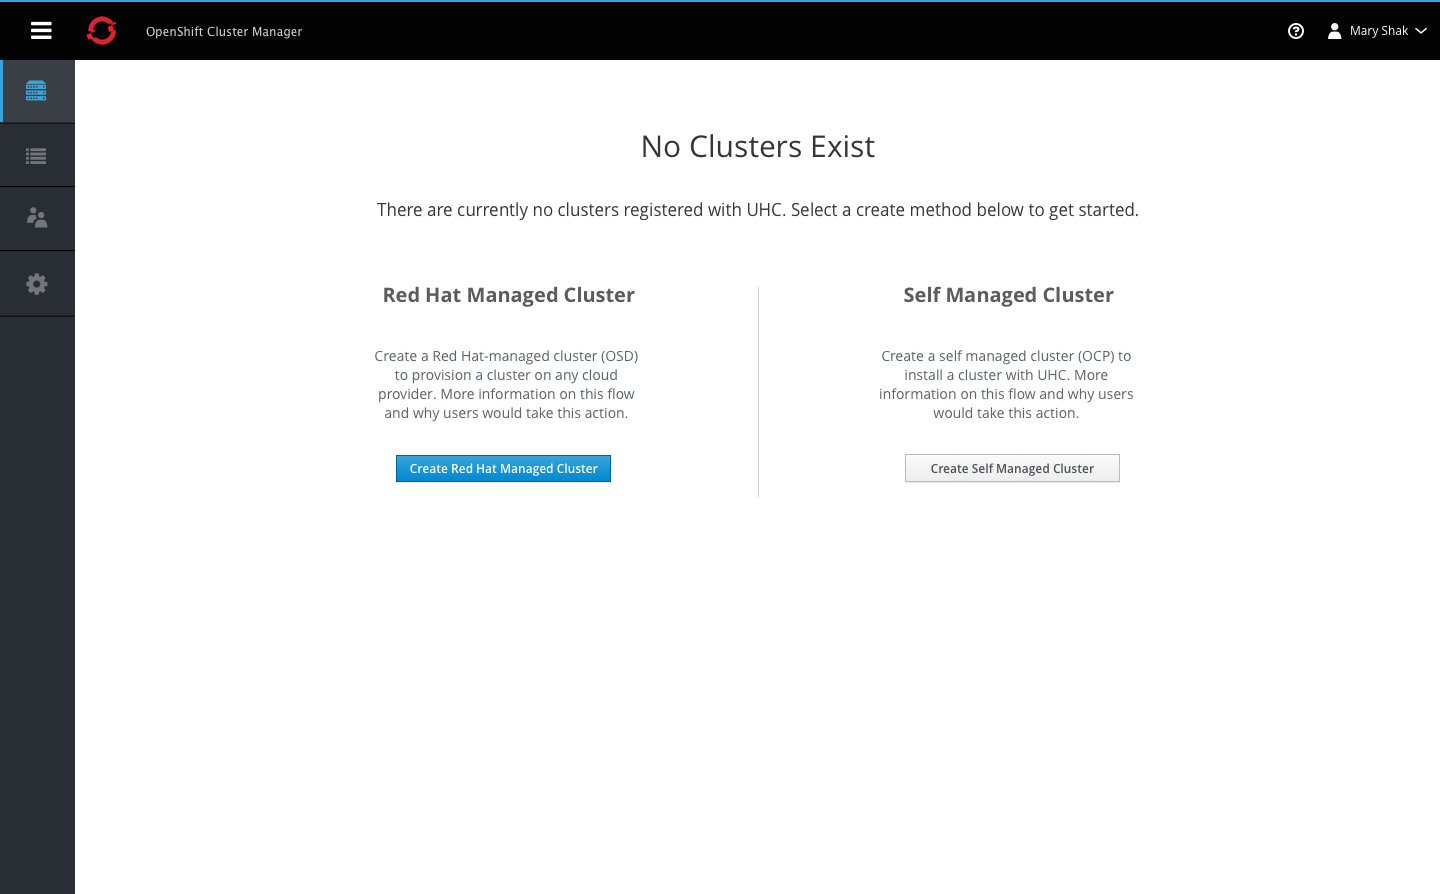 OpenShift Cluster Manager
Mary Shak
No Clusters Exist
There are currently no clusters registered with UHC. Select a create method below to get started.
Red Hat Managed Cluster
Create a Red Hat-managed cluster (OSD)
to provision a cluster on any cloud
provider. More information on this flow
and why users would take this action.
Create Red Hat Managed Cluster
Self Managed Cluster
Create a self managed cluster (OCP) to
install a cluster with UHC. More
information on this flow and why users
would take this action.
Create Self Managed Cluster